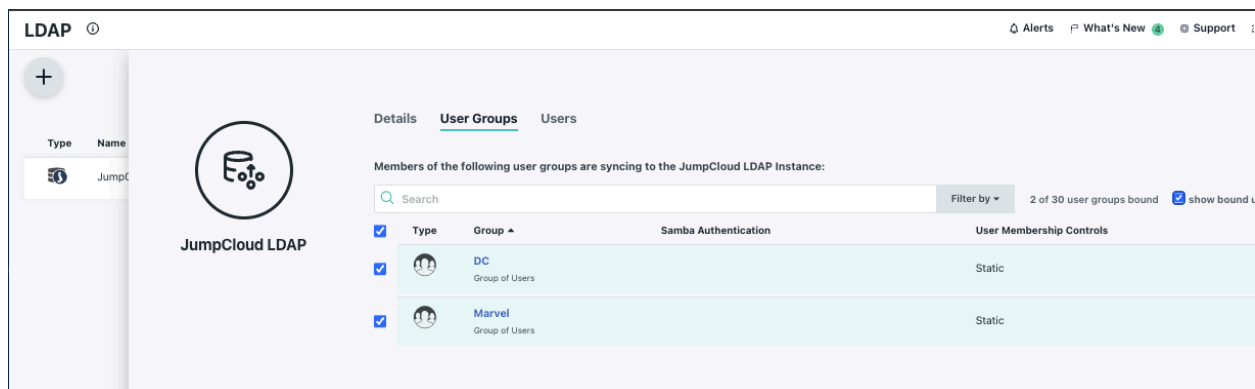 LDAP
Alerts What's New 4 Support
Details User Groups Users
Type Name
Members of the following user groups are syncing to the JumpCloud LDAP Instance:
JumpC
Search Filter by 2 of 30 user groups bound show bound u
Type Group Samba Authentication User Membership Controls
JumpCloud LDAP
DC Static
Group of Users
Marvel Static
Group of Users